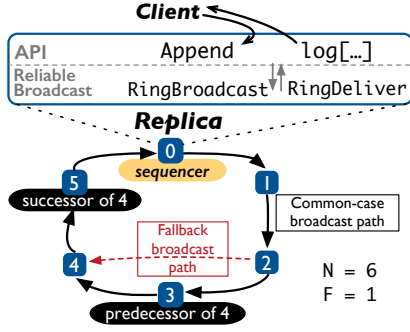 Client
API
Append
log[…]
Reliable
Broadcast
RingBroadcast
RingDeliver
Replica
0
sequencer
5
1
successor of 4
Common-case
broadcast path
Fallback
broadcast
path
4
2
3
predecessor of 4
N = 6
F = 1